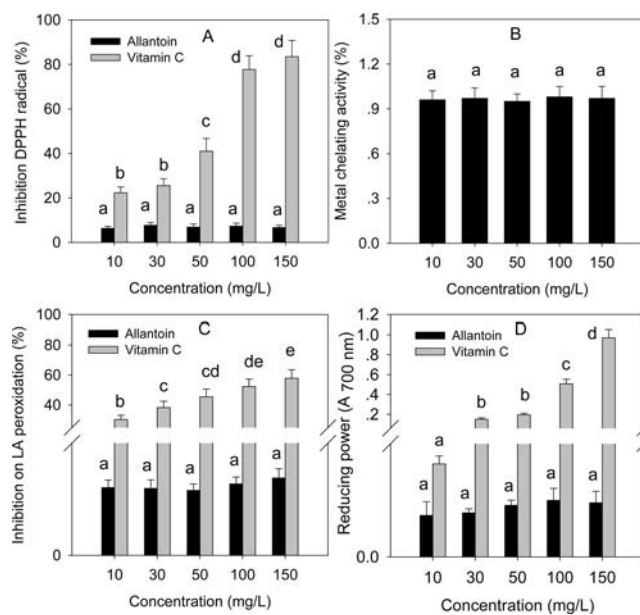 A
Allantoin
Vitamin C
Inhibition DPPH radical (%)
100
80
60
40
20
0
a b a b a c a d a d
10 30 50 100 150
Concentration (mg/L)
B
Metal chelating activity (%)
1.5
1.2
.9
.6
.3
0.0
a a a a a
10 30 50 100 150
Concentration (mg/L)
C
Allantoin
Vitamin C
Inhibition on LA peroxidation (%)
100
80
60
40
0
b c cd de e
a a a a a
10 30 50 100 150
Concentration (mg/L)
D
Allantoin
Vitamin C
Reducing power (A 700 nm)
1.2
1.0
.8
.6
.4
.2
0.0
a b b c d
a a a a a
10 30 50 100 150
Concentration (mg/L)